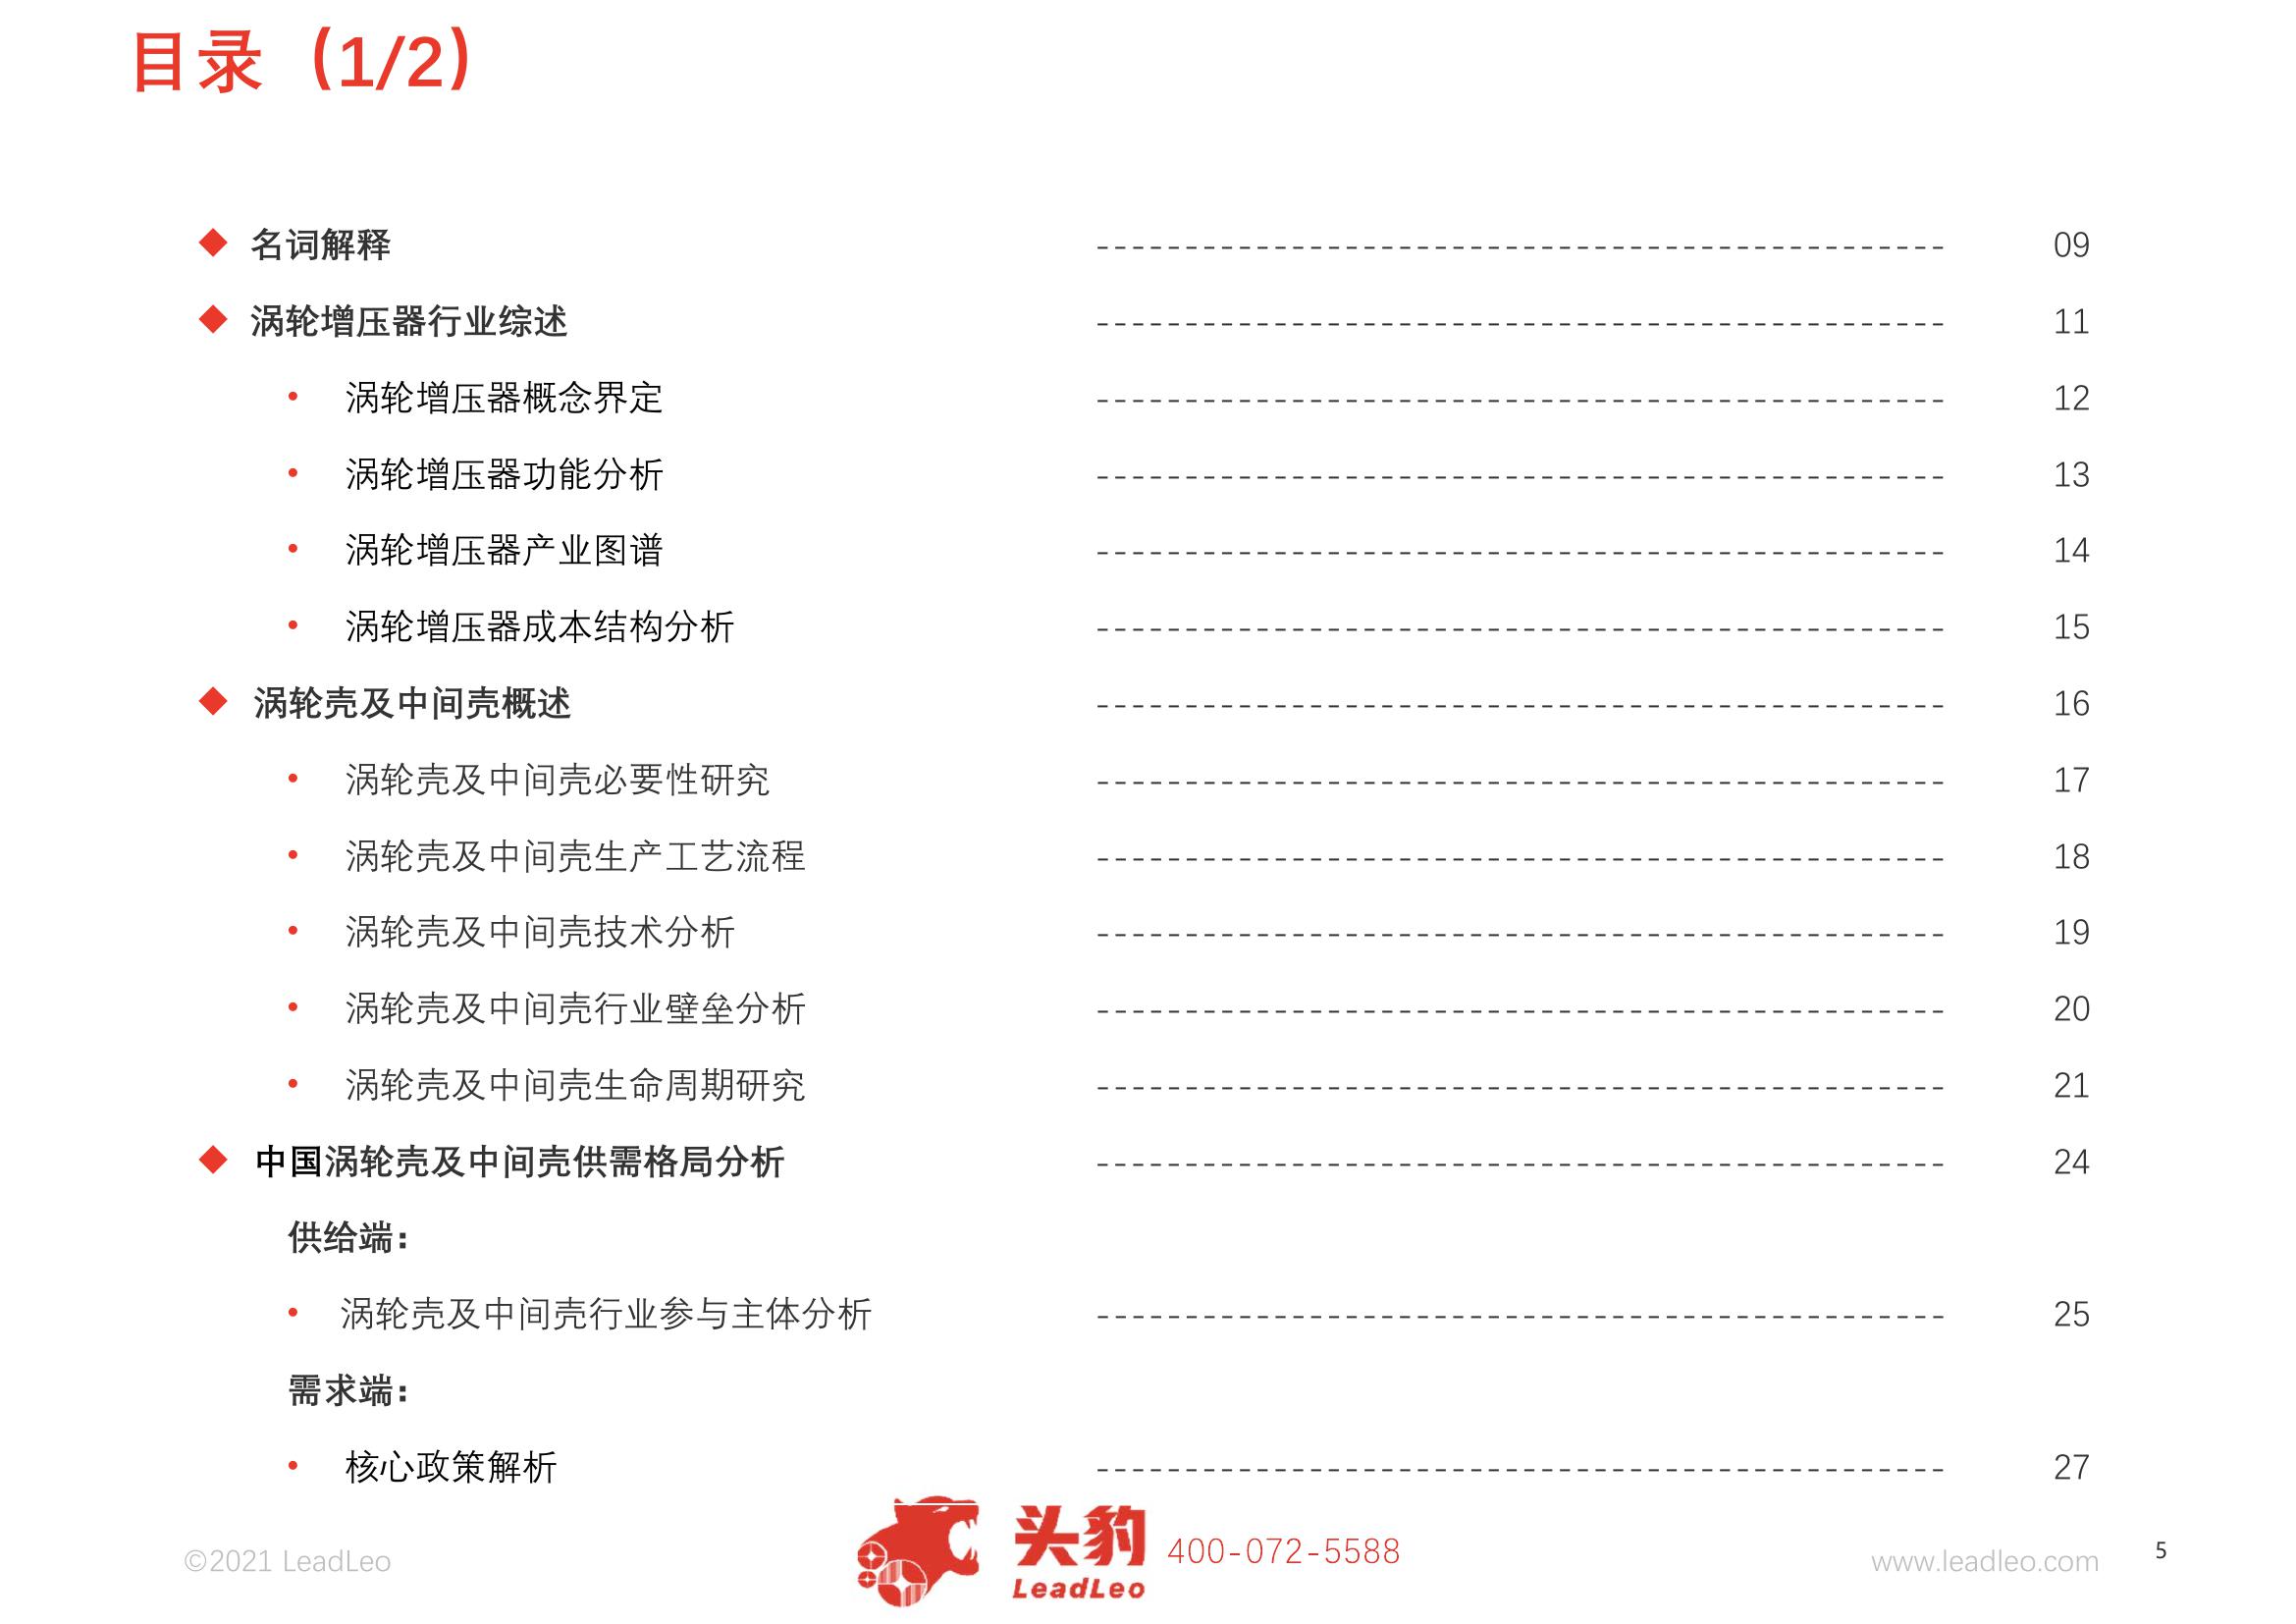 目录（1/2）
◆ 名词解释 ------------------------------------------------ 09
◆ 涡轮增压器行业综述 ------------------------------------------------ 11
• 涡轮增压器概念界定 ------------------------------------------------ 12
• 涡轮增压器功能分析 ------------------------------------------------ 13
• 涡轮增压器产业图谱 ------------------------------------------------ 14
• 涡轮增压器成本结构分析 ------------------------------------------------ 15
◆ 涡轮壳及中间壳概述 ------------------------------------------------ 16
• 涡轮壳及中间壳必要性研究 ------------------------------------------------ 17
• 涡轮壳及中间壳生产工艺流程 ------------------------------------------------ 18
• 涡轮壳及中间壳技术分析 ------------------------------------------------ 19
• 涡轮壳及中间壳行业壁垒分析 ------------------------------------------------ 20
• 涡轮壳及中间壳生命周期研究 ------------------------------------------------ 21
◆ 中国涡轮壳及中间壳供需格局分析 ------------------------------------------------ 24
供给端：
• 涡轮壳及中间壳行业参与主体分析 ------------------------------------------------ 25
需求端：
• 核心政策解析 ------------------------------------------------ 27
©2021 LeadLeo
头豹
LeadLeo
400-072-5588
www.leadleo.com
5